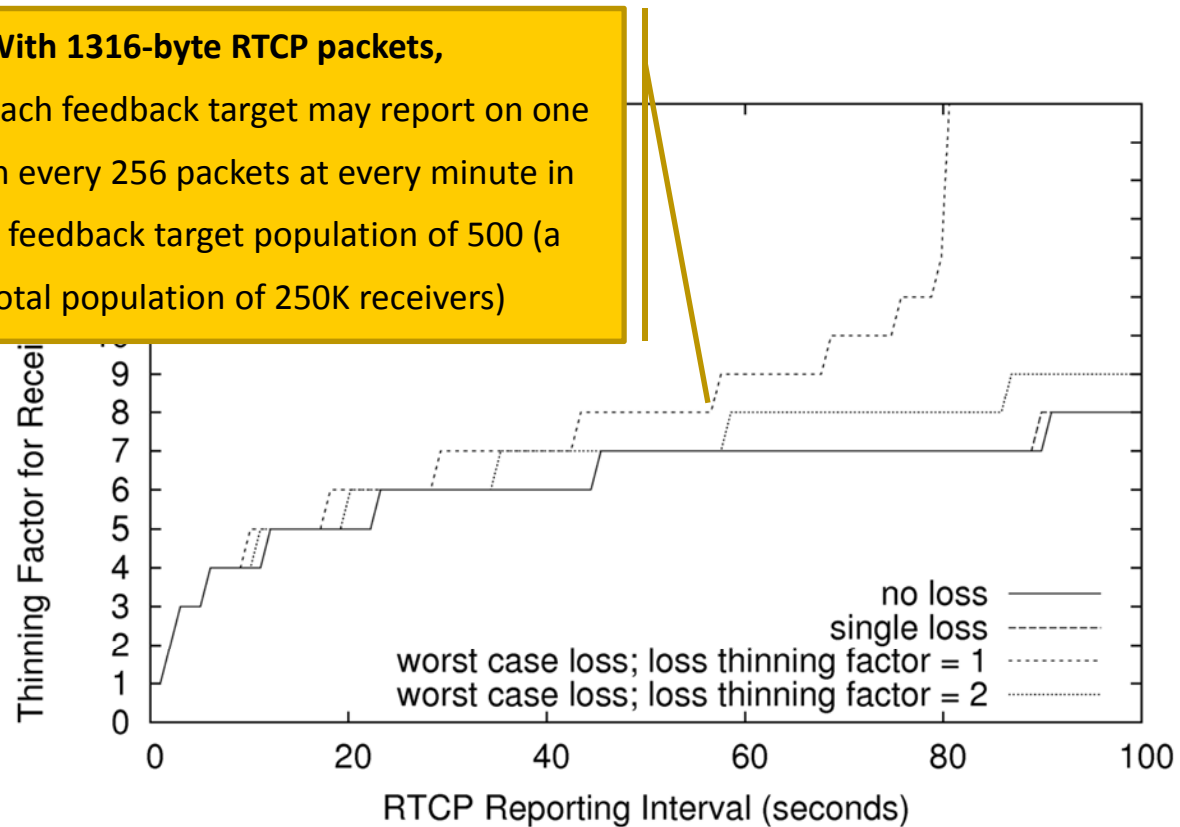 With 1316-byte RTCP packets,
each feedback target may report on one
in every 256 packets at every minute in
feedback target population of 500 (a
total population of 250K receivers)
Thinning Factor for Recei
9
8
7
6
5
4
3
2
1
0
no loss
single loss
worst case loss; loss thinning factor = 1
worst case loss; loss thinning factor = 2
0 20 40 60 80 100
RTCP Reporting Interval (seconds)